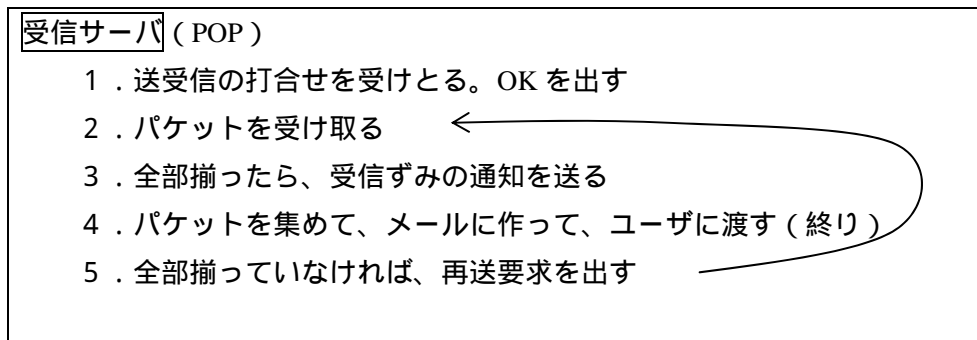 受信サーバ(POP)
1.送受信の打合せを受けとる。OK を出す
2.パケットを受け取る
3.全部揃ったら、受信ずみの通知を送る
4.パケットを集めて、メールに作って、ユーザに渡す(終り)
5.全部揃っていなければ、再送要求を出す